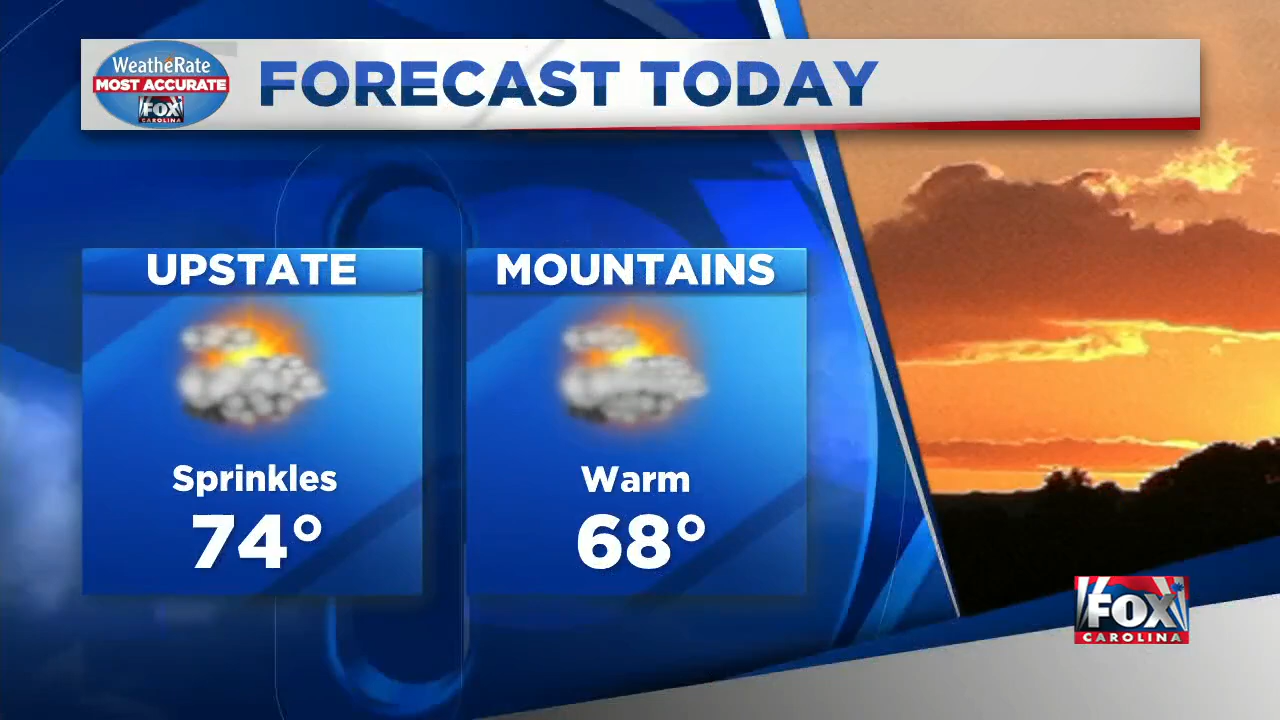 WeatheRate
MOST ACCURATE
FOX
CAROLINA
FORECAST TODAY
UPSTATE
Sprinkles
74°
MOUNTAINS
Warm
68°
FOX
CAROLINA